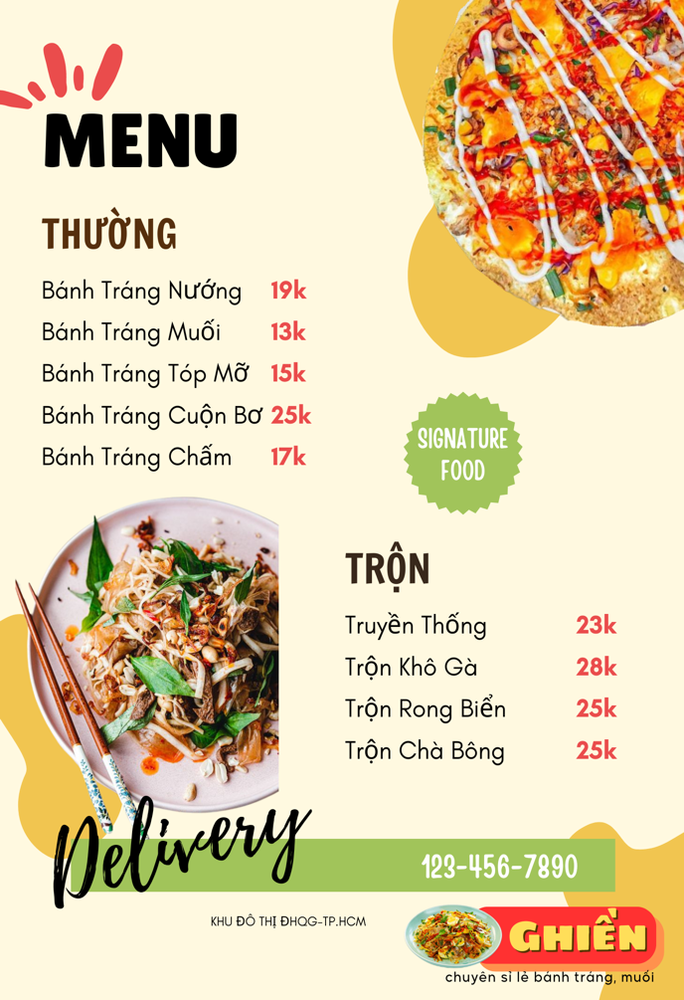 MENU
THƯỜNG
Bánh Tráng Nướng 19k
Bánh Tráng Muối 13k
Bánh Tráng Tóp Mỡ 15k
Bánh Tráng Cuộn Bơ 25k
Bánh Tráng Chấm 17k
SIGNATURE
FOOD
TRỘN
Truyền Thống 23k
Trộn Khô Gà 28k
Trộn Rong Biển 25k
Trộn Chà Bông 25k
Delivery
123-456-7890
KHU ĐÔ THỊ ĐHQG-TP.HCM
GHIỀN
chuyên sỉ lẻ bánh tráng, muối